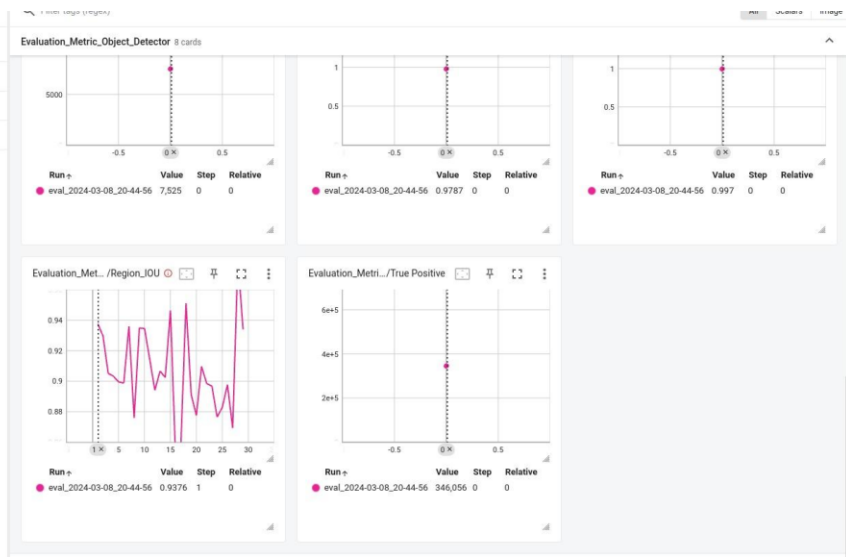 Filter tags (regex)
All Scalars Image
Evaluation_Metric_Object_Detector 8 cards
5000
-0.5 0 × 0.5
Run ↑ Value Step Relative
eval_2024-03-08_20-44-56 7,525 0 0
1
0.5
-0.5 0 × 0.5
Run ↑ Value Step Relative
eval_2024-03-08_20-44-56 0.9787 0 0
1
0.5
-0.5 0 × 0.5
Run ↑ Value Step Relative
eval_2024-03-08_20-44-56 0.997 0 0
Evaluation_Met... /Region_IOU
0.94
0.92
0.9
0.88
1 × 5 10 15 20 25 30
Run ↑ Value Step Relative
eval_2024-03-08_20-44-56 0.9376 1 0
Evaluation_Metri.../True Positive
6e+5
4e+5
2e+5
-0.5 0 × 0.5
Run ↑ Value Step Relative
eval_2024-03-08_20-44-56 346,056 0 0